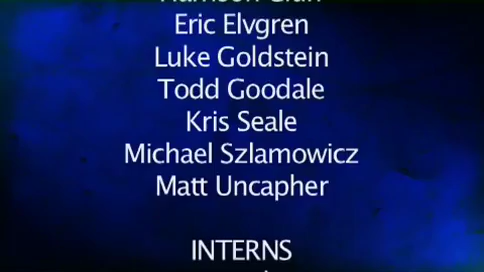 Eric Elvgren
Luke Goldstein
Todd Goodale
Kris Seale
Michael Szlamowicz
Matt Uncapher
INTERNS